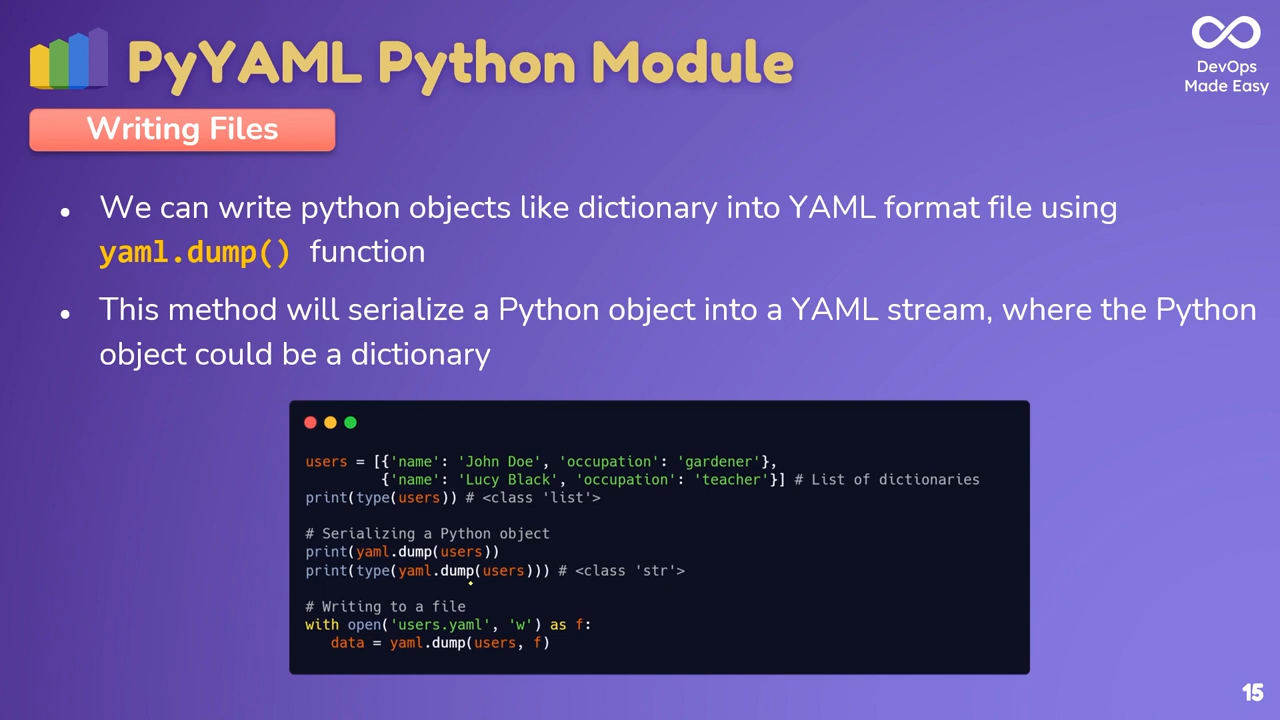 PyYAML Python Module
DevOps
Made Easy
Writing Files
• We can write python objects like dictionary into YAML format file using
yaml.dump() function
• This method will serialize a Python object into a YAML stream, where the Python
object could be a dictionary
users = [{'name': 'John Doe', 'occupation': 'gardener'},
         {'name': 'Lucy Black', 'occupation': 'teacher'}] # List of dictionaries
print(type(users)) # <class 'list'>
# Serializing a Python object
print(yaml.dump(users))
print(type(yaml.dump(users))) # <class 'str'>
# Writing to a file
with open('users.yaml', 'w') as f:
   data = yaml.dump(users, f)
15